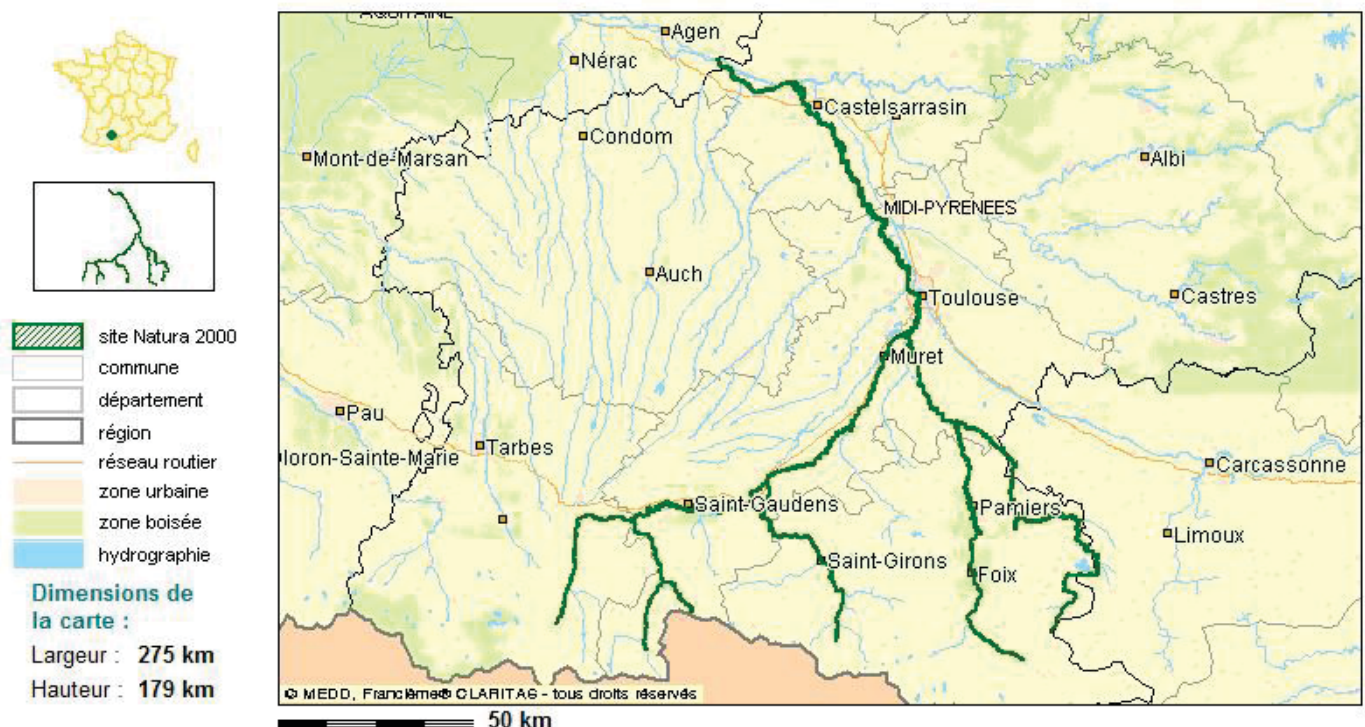 AQUITAINE
Agen
Nérac
Castelsarrasin
Condom
Mont-de-Marsan
Albi
MIDI-PYRENEES
Auch
Toulouse
Castres
Muret
Pau
Tarbes
Oloron-Sainte-Marie
Carcassonne
Saint-Gaudens
Pamiers
Limoux
Saint-Girons
Foix
site Natura 2000
commune
département
région
réseau routier
zone urbaine
zone boisée
hydrographie
Dimensions de
la carte :
Largeur : 275 km
Hauteur : 179 km
© MEDD, Francième® CLARITAS - tous droits réservés
50 km